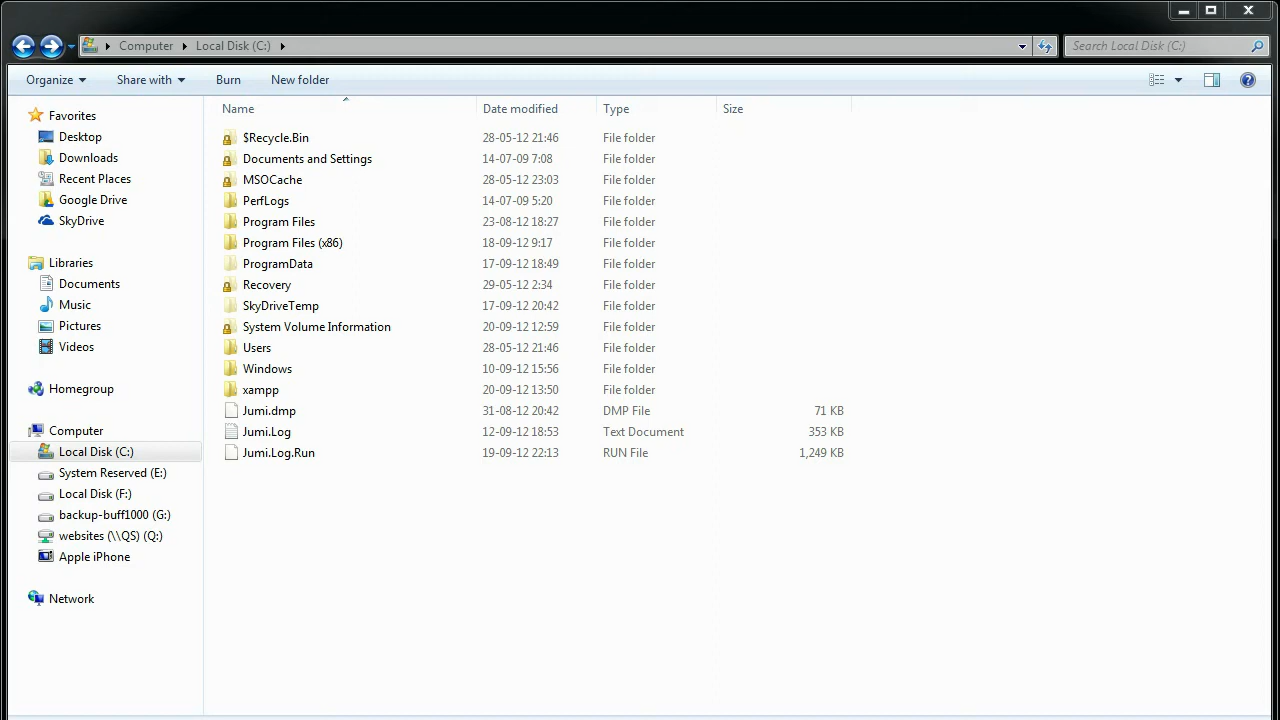 Computer Local Disk (C:)
Search Local Disk (C:)
Organize Share with Burn New folder
Name Date modified Type Size
Favorites
Desktop
Downloads
Recent Places
Google Drive
SkyDrive
Libraries
Documents
Music
Pictures
Videos
Homegroup
Computer
Local Disk (C:)
System Reserved (E:)
Local Disk (F:)
backup-buff1000 (G:)
websites (\\QS) (Q:)
Apple iPhone
Network
$Recycle.Bin 28-05-12 21:46 File folder
Documents and Settings 14-07-09 7:08 File folder
MSOCache 28-05-12 23:03 File folder
PerfLogs 14-07-09 5:20 File folder
Program Files 23-08-12 18:27 File folder
Program Files (x86) 18-09-12 9:17 File folder
ProgramData 17-09-12 18:49 File folder
Recovery 29-05-12 2:34 File folder
SkyDriveTemp 17-09-12 20:42 File folder
System Volume Information 20-09-12 12:59 File folder
Users 28-05-12 21:46 File folder
Windows 10-09-12 15:56 File folder
xampp 20-09-12 13:50 File folder
Jumi.dmp 31-08-12 20:42 DMP File 71 KB
Jumi.Log 12-09-12 18:53 Text Document 353 KB
Jumi.Log.Run 19-09-12 22:13 RUN File 1,249 KB